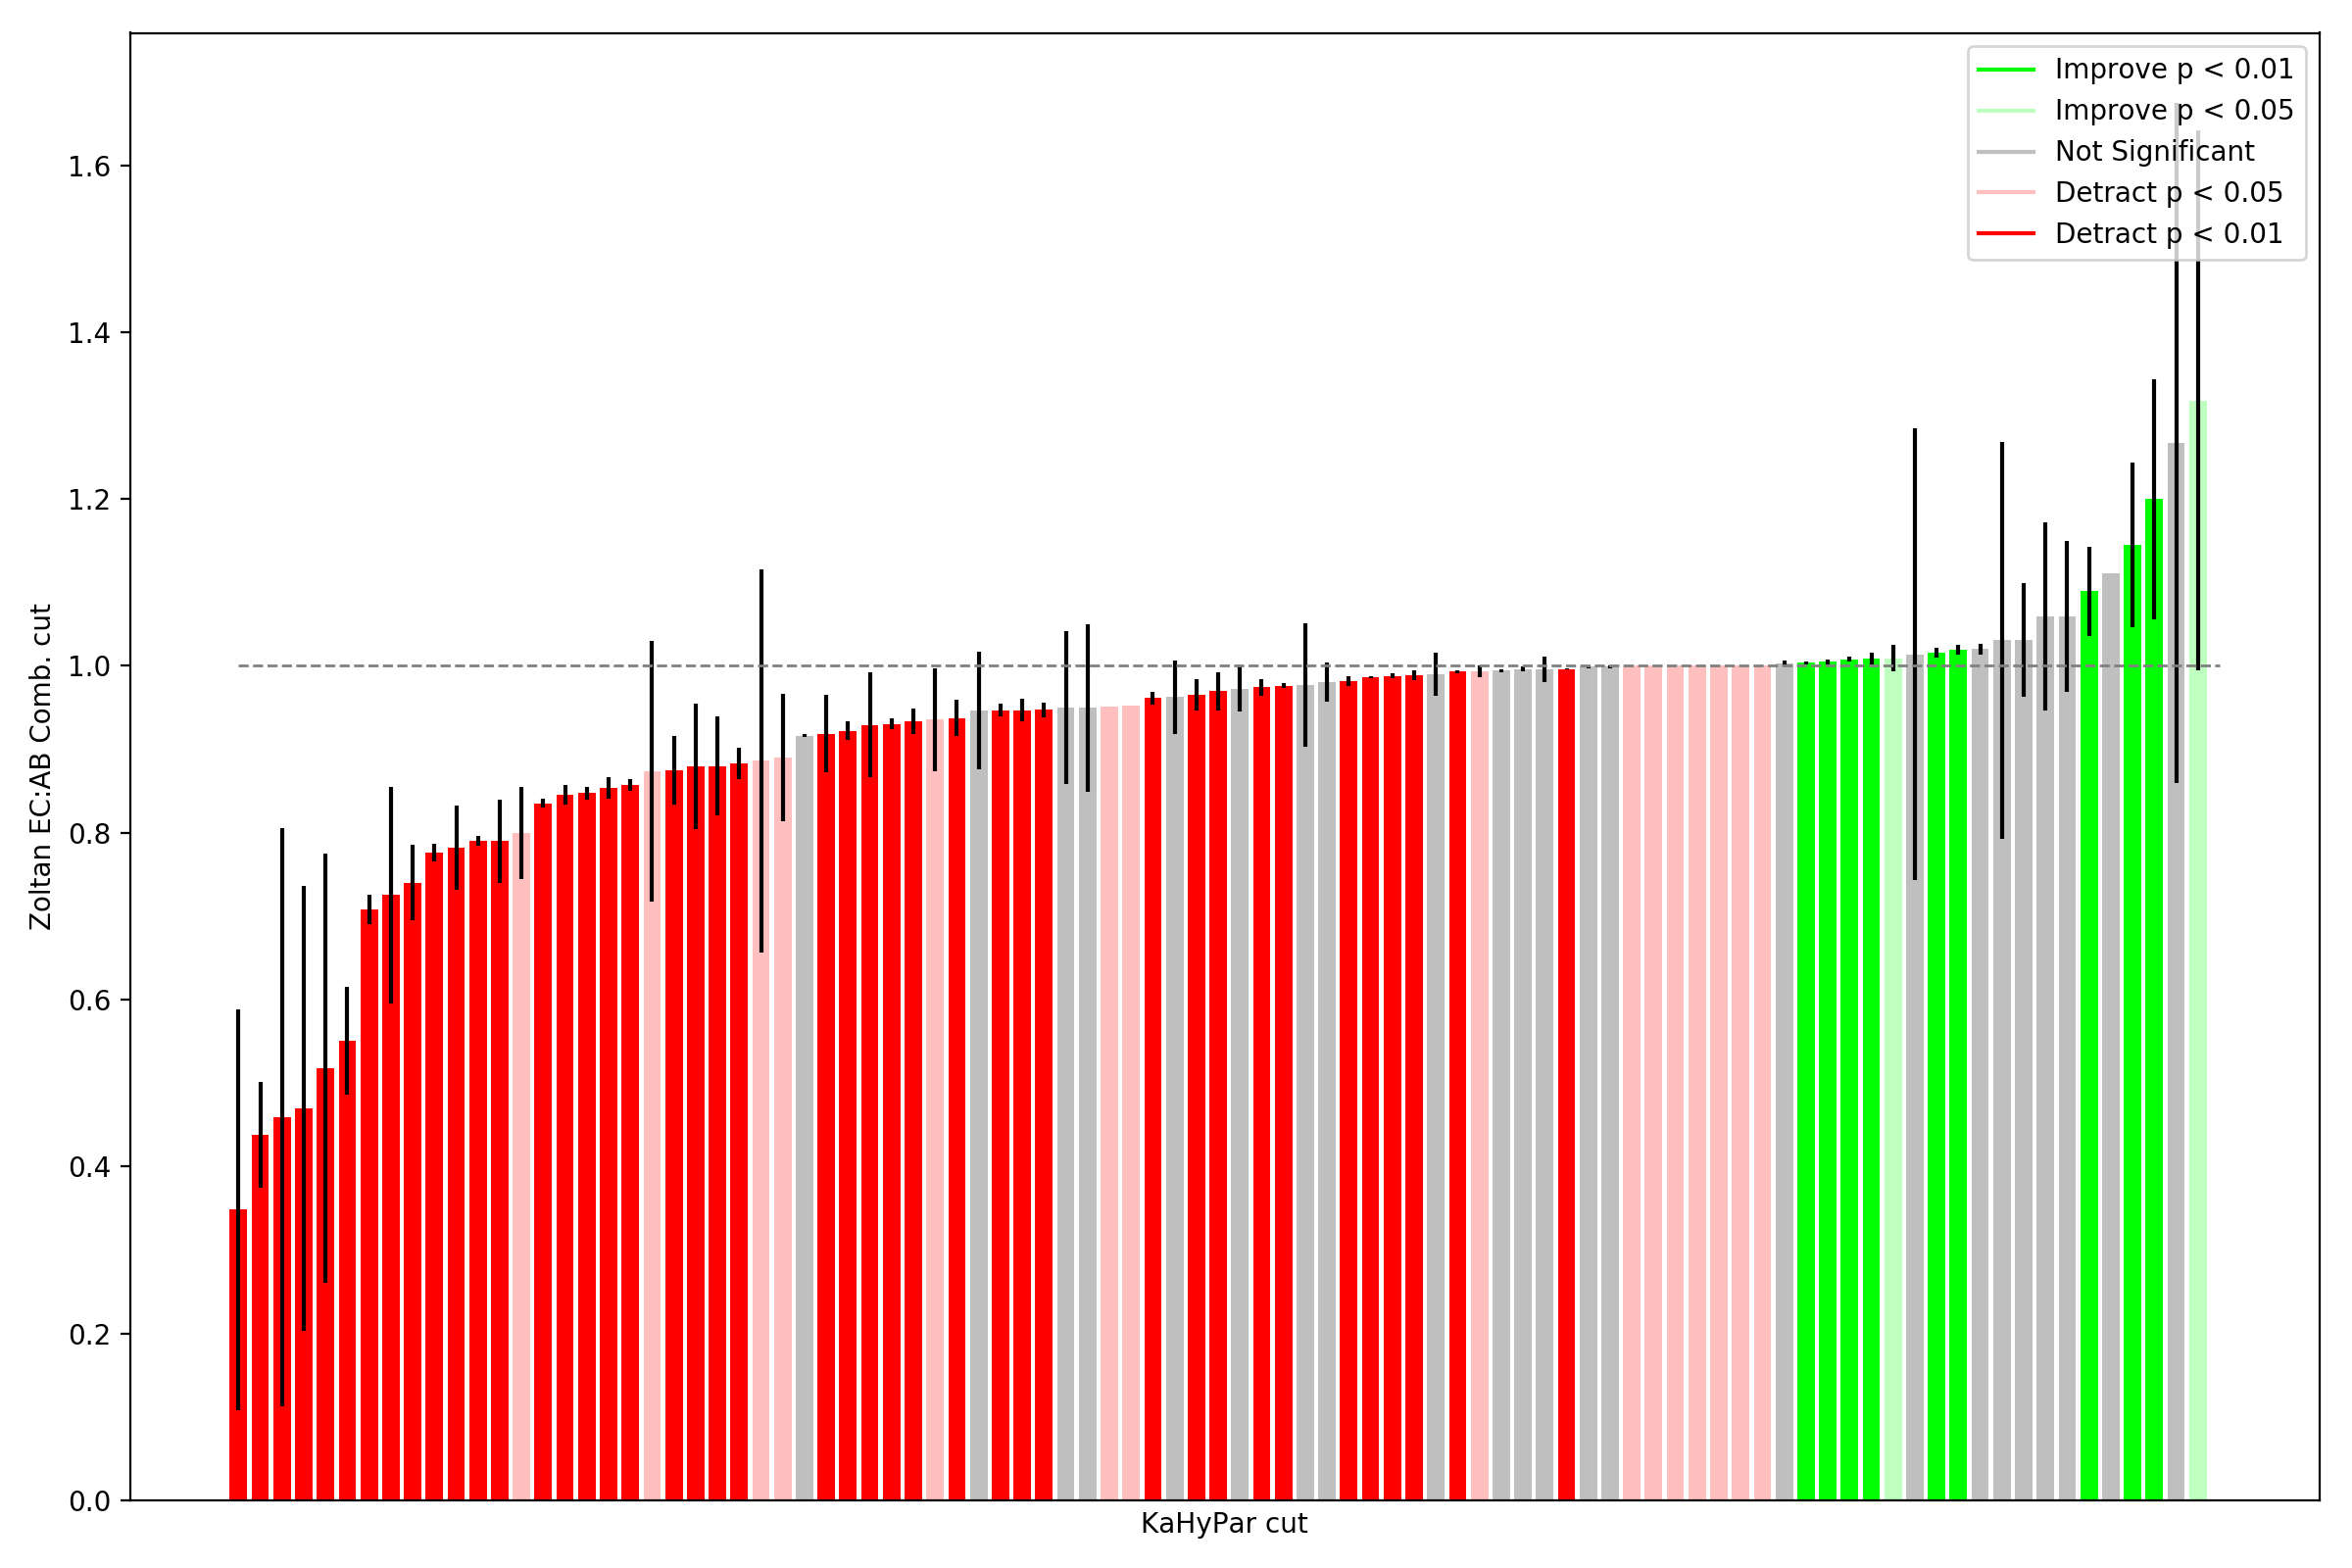 Improve p < 0.01
Improve p < 0.05
Not Significant
Detract p < 0.05
Detract p < 0.01
1.6
1.4
1.2
1.0
0.8
0.6
0.4
0.2
0.0
Zoltan EC:AB Comb. cut
KaHyPar cut